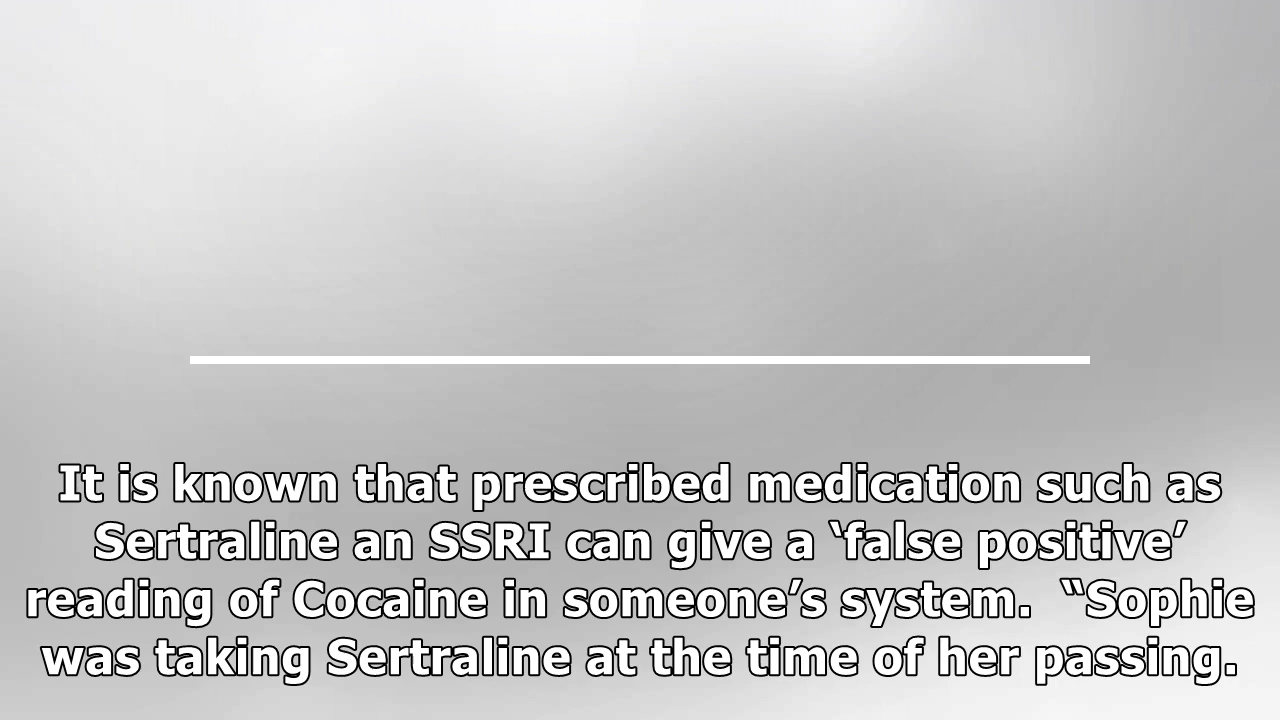 It is known that prescribed medication such as
Sertraline an SSRI can give a ‘false positive’
reading of Cocaine in someone’s system.  “Sophie
was taking Sertraline at the time of her passing.